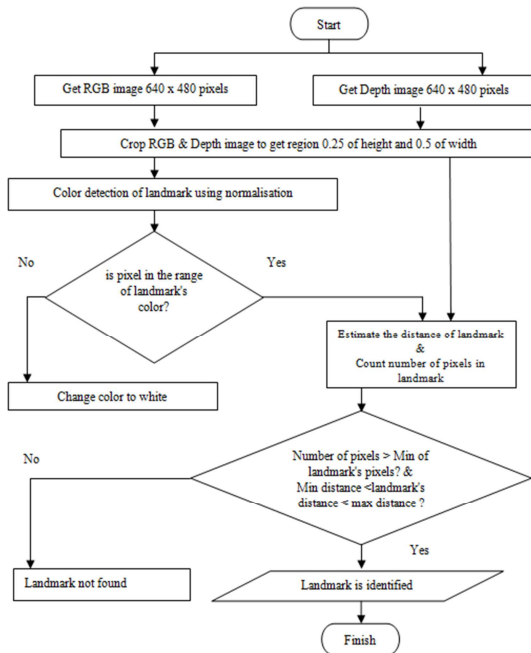 Start
Get RGB image 640 x 480 pixels
Get Depth image 640 x 480 pixels
Crop RGB & Depth image to get region 0.25 of height and 0.5 of width
Color detection of landmark using normalisation
No
is pixel in the range
of landmark's
color?
Yes
Estimate the distance of landmark
&
Count number of pixels in
landmark
Change color to white
No
Number of pixels > Min of
landmark's pixels? &
Min distance <landmark's
distance < max distance ?
Yes
Landmark not found
Landmark is identified
Finish